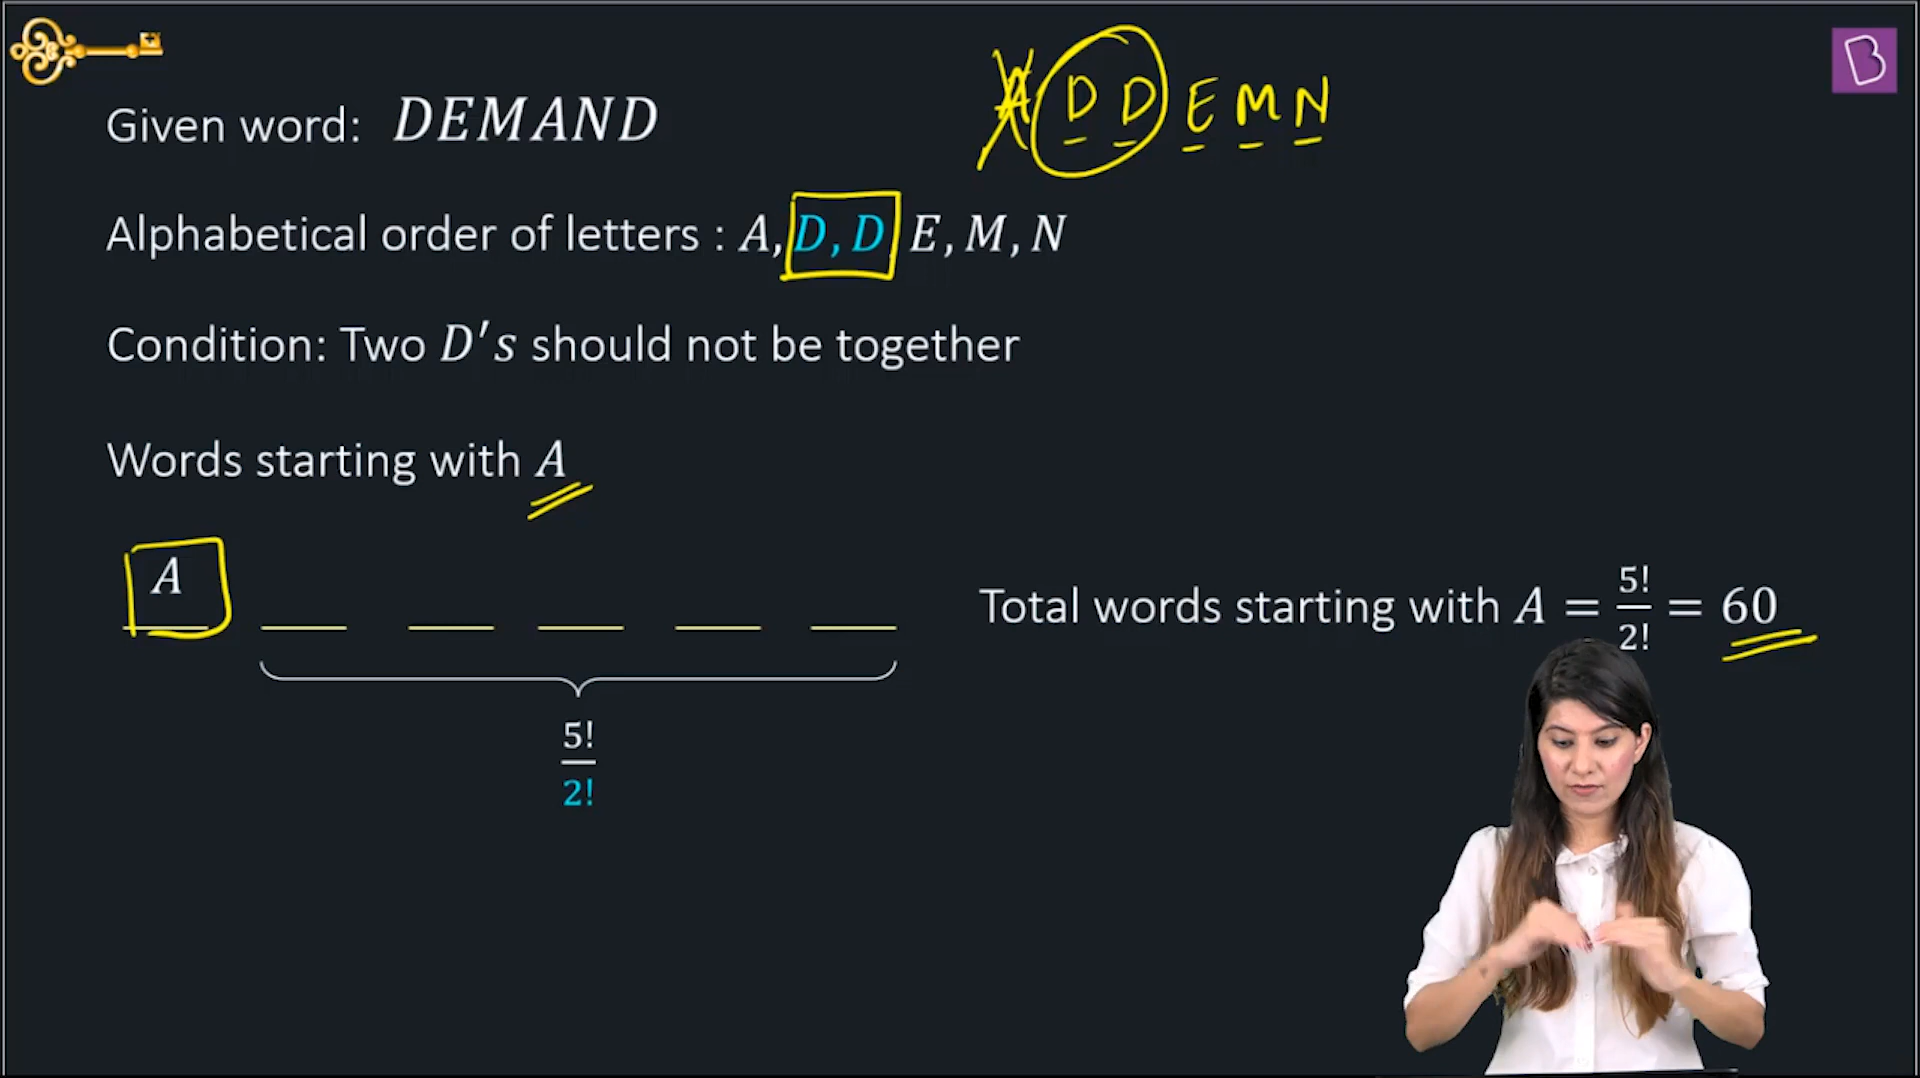 A D D E M N
Given word: DEMAND
Alphabetical order of letters : A, D, D E, M, N
Condition: Two D's should not be together
Words starting with A
A
Total words starting with A = 5!/2! = 60
5!
2!
B